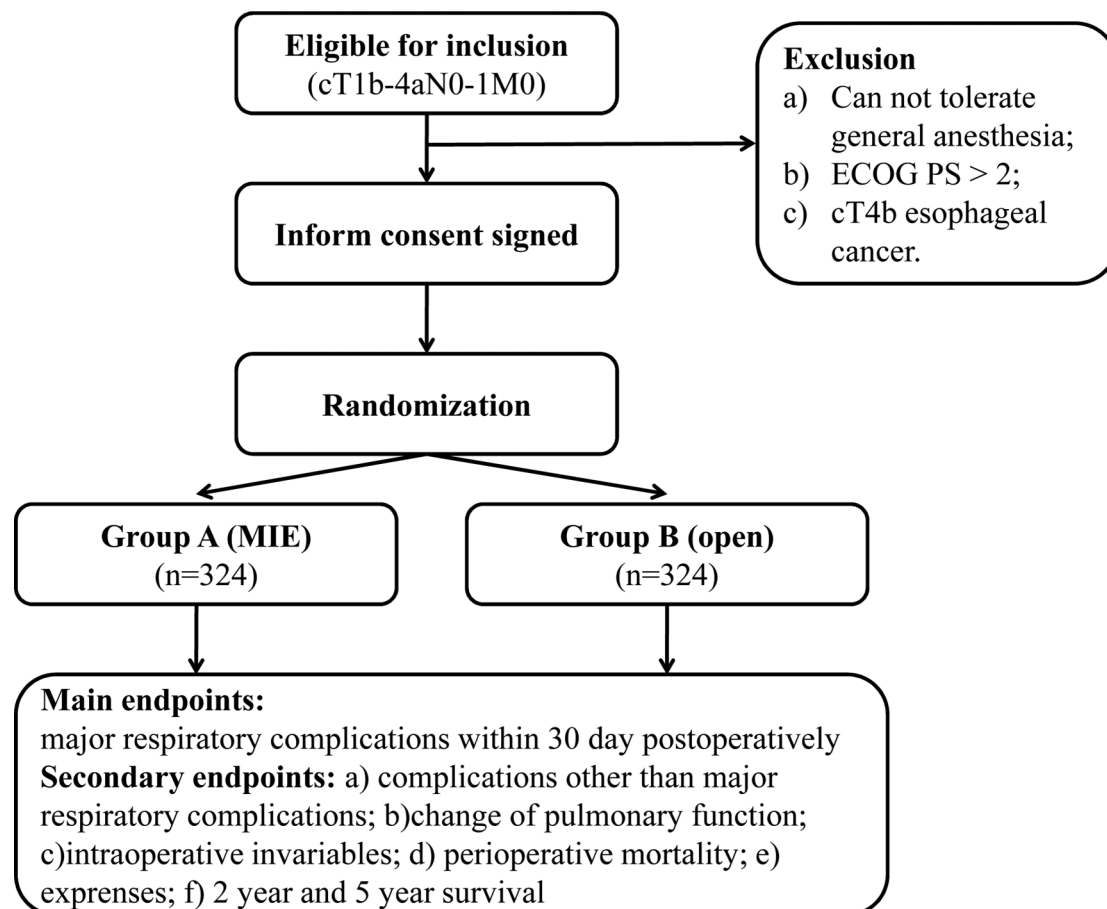 Eligible for inclusion
(cT1b-4aN0-1M0)
Exclusion
a) Can not tolerate
general anesthesia;
b) ECOG PS > 2;
c) cT4b esophageal
cancer.
Inform consent signed
Randomization
Group A (MIE)
(n=324)
Group B (open)
(n=324)
Main endpoints:
major respiratory complications within 30 day postoperatively
Secondary endpoints: a) complications other than major
respiratory complications; b)change of pulmonary function;
c)intraoperative invariables; d) perioperative mortality; e)
exprenses; f) 2 year and 5 year survival